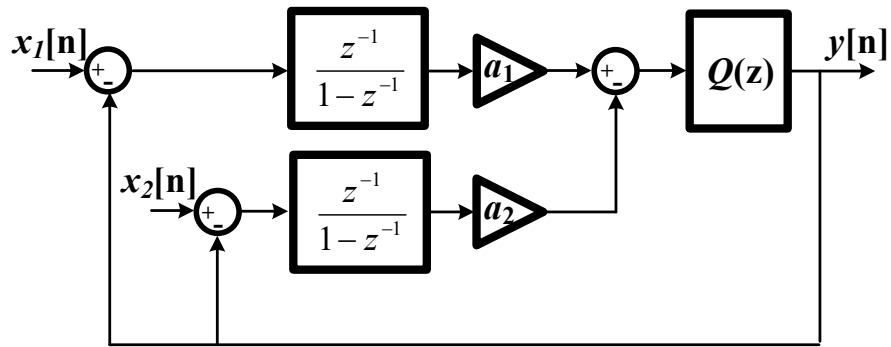 x₁[n]
+
-
z⁻¹
1 − z⁻¹
a₁
+
-
Q(z)
y[n]
x₂[n]
+
-
z⁻¹
1 − z⁻¹
a₂